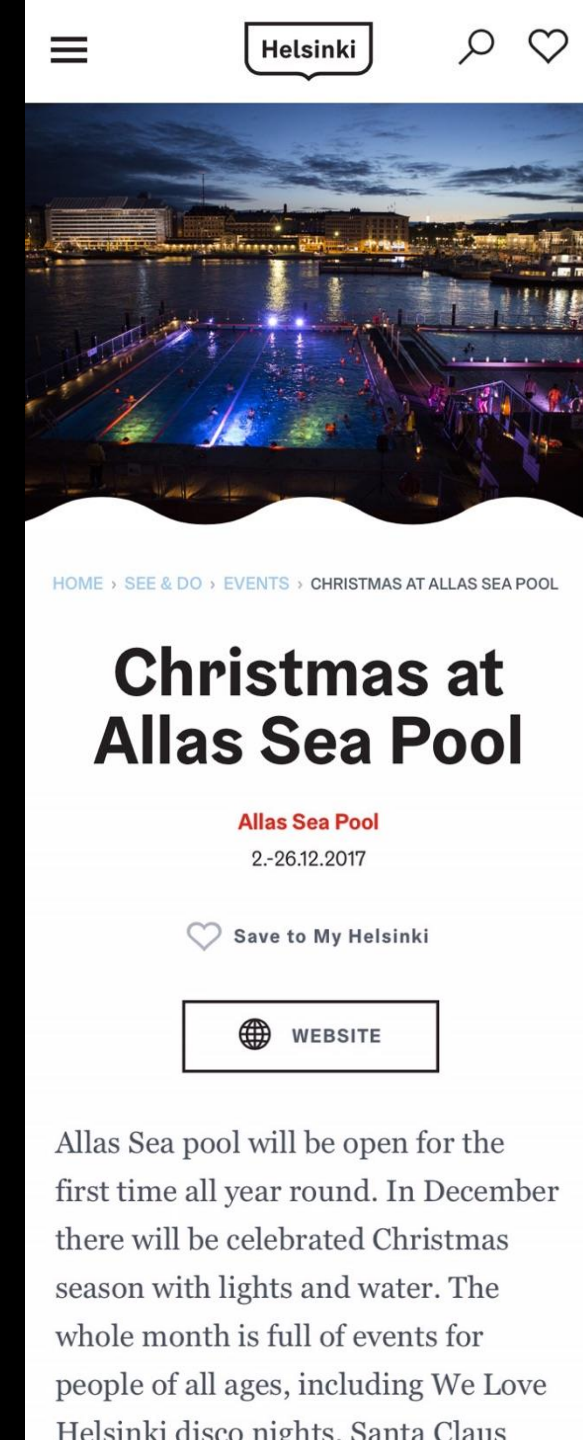 Helsinki
HOME › SEE & DO › EVENTS › CHRISTMAS AT ALLAS SEA POOL
Christmas at
Allas Sea Pool
Allas Sea Pool
2.-26.12.2017
Save to My Helsinki
WEBSITE
Allas Sea pool will be open for the
first time all year round. In December
there will be celebrated Christmas
season with lights and water. The
whole month is full of events for
people of all ages, including We Love
Helsinki disco nights, Santa Claus